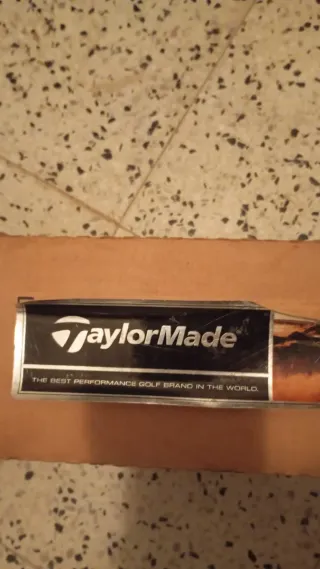 TaylorMade
THE BEST PERFORMANCE GOLF BRAND IN THE WORLD.